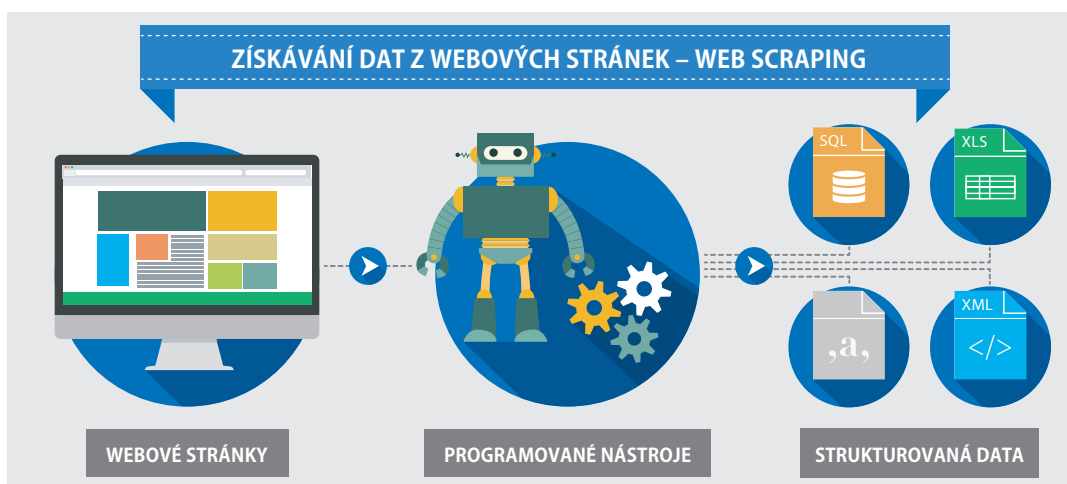 ZÍSKÁVÁNÍ DAT Z WEBOVÝCH STRÁNEK – WEB SCRAPING
SQL
XLS
,a,
XML
</>
WEBOVÉ STRÁNKY
PROGRAMOVANÉ NÁSTROJE
STRUKTUROVANÁ DATA